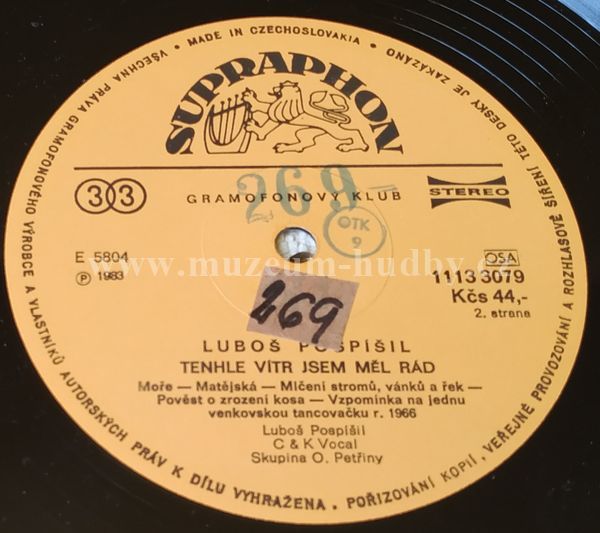 VŠECHNA PRÁVA GRAMOFONOVÉHO VÝROBCE A VLASTNÍKŮ AUTORSKÝCH PRÁV K DÍLU VYHRAŽENA. POŘIZOVÁNÍ KOPIÍ, VEŘEJNÉ PROVOZOVÁNÍ A ROZHLASOVÉ ŠÍŘENÍ TÉTO DESKY JE ZAKÁZÁNO • MADE IN CZECHOSLOVAKIA •
SUPRAPHON
33
GRAMOFONOVÝ KLUB
STEREO
269
OTK
9
E 5804
OSA
Ⓟ 1983
1113 3079
www.muzeum-hudby.cz
Kčs 44,-
2. strana
269
LUBOŠ POSPÍŠIL
TENHLE VÍTR JSEM MĚL RÁD
Moře — Matějská — Mlčení stromů, vánků a řek —
Pověst o zrození kosa — Vzpomínka na jednu
venkovskou tancovačku r. 1966
Luboš Pospíšil
C & K Vocal
Skupina O. Petřiny